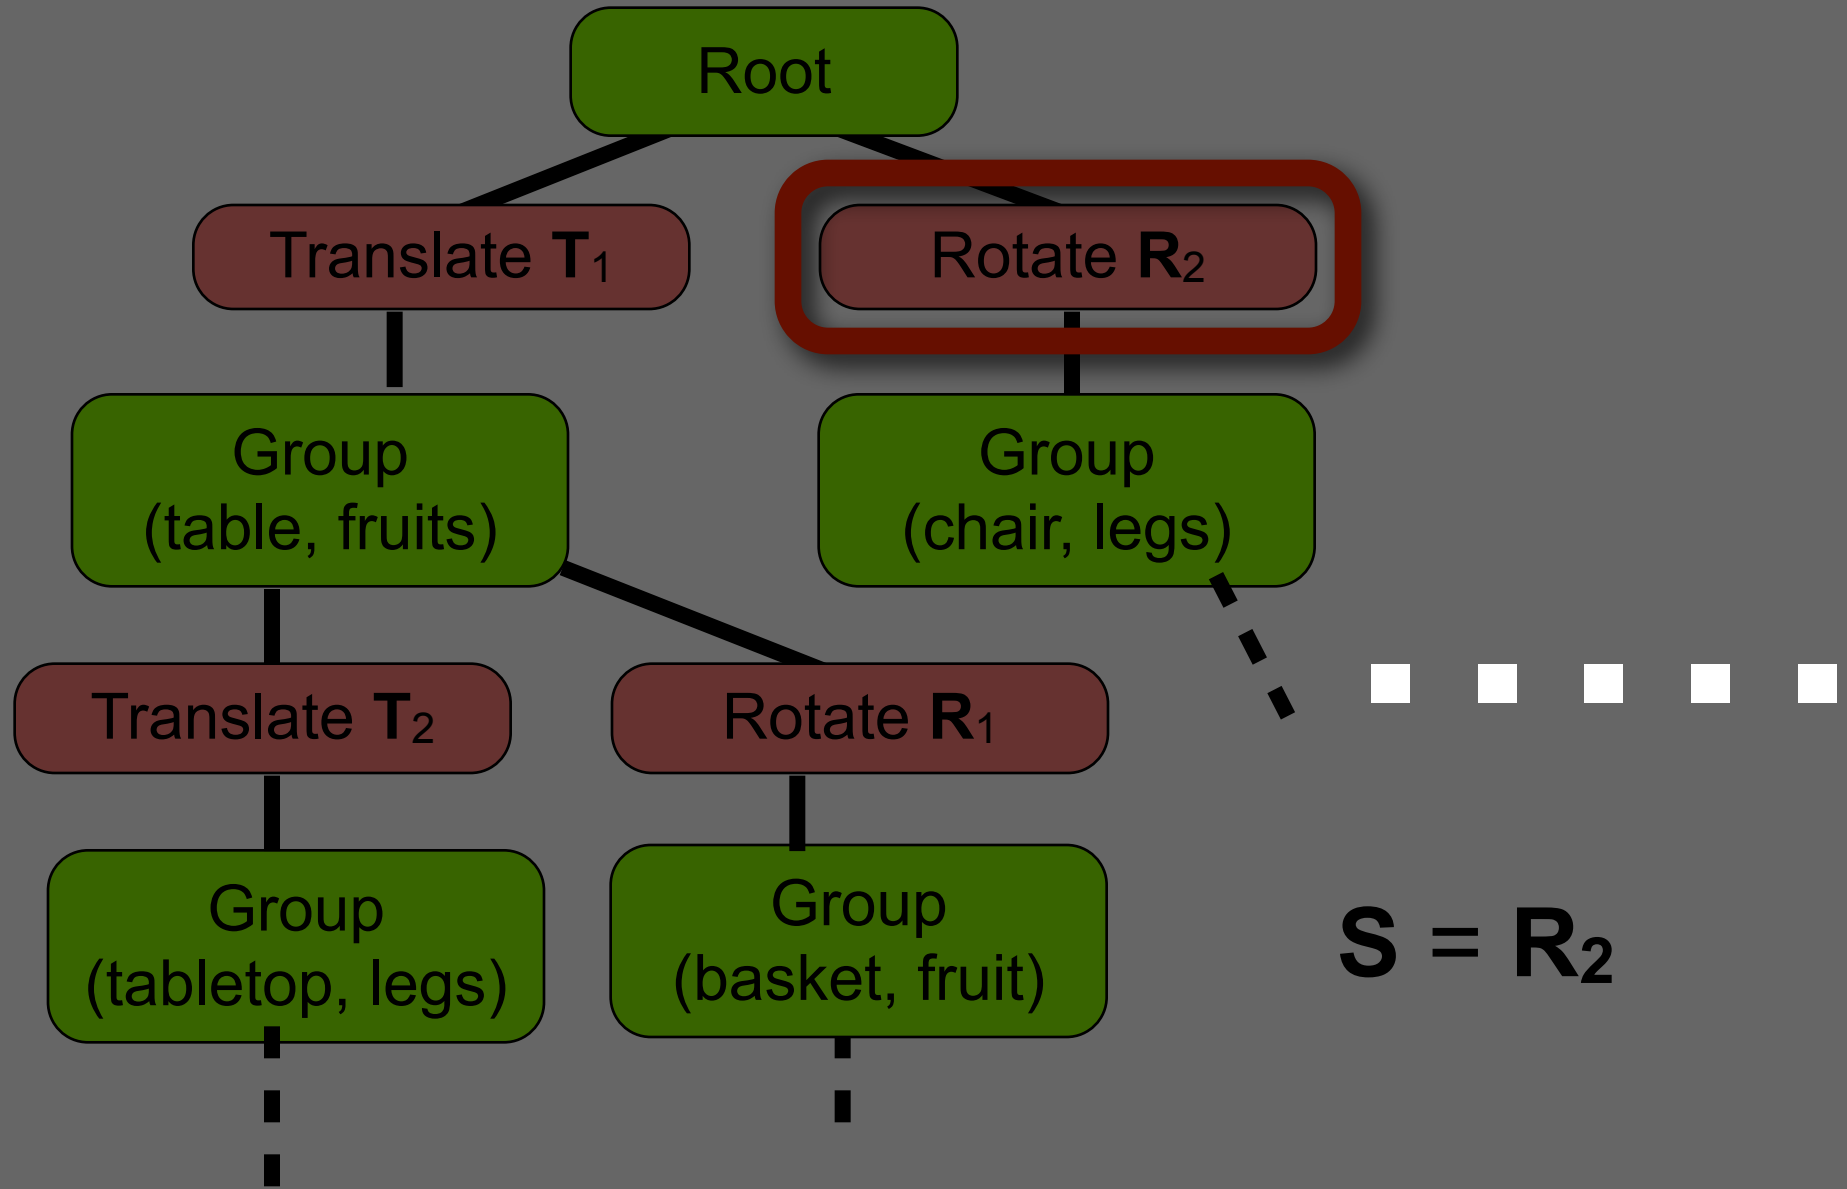 Root
Translate T1
Rotate R2
Group
(table, fruits)
Group
(chair, legs)
Translate T2
Rotate R1
Group
(tabletop, legs)
Group
(basket, fruit)
S = R2